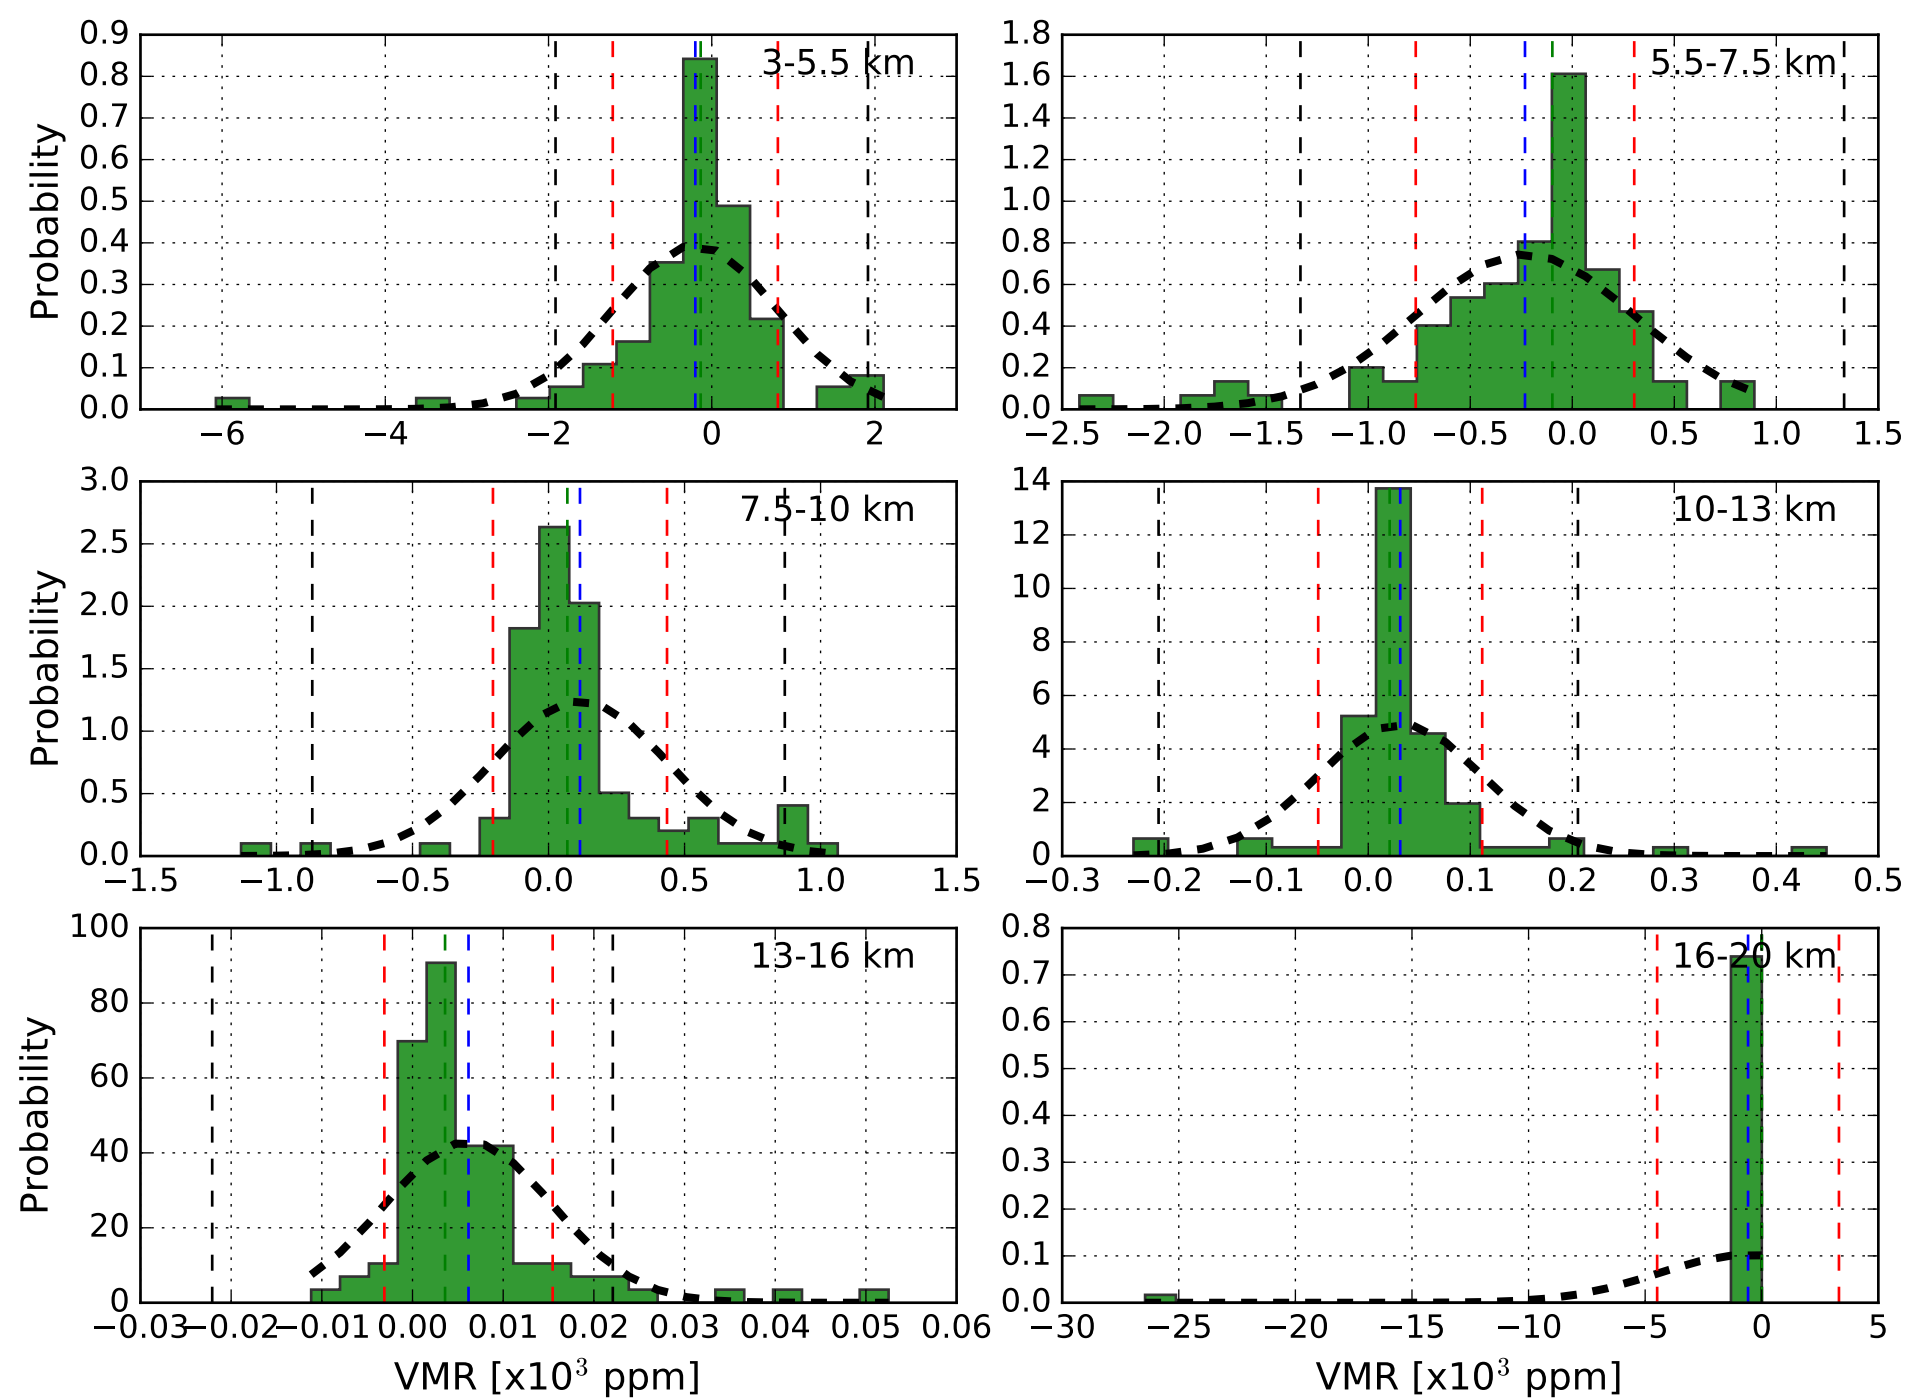 3-5.5 km
Probability
0.9
0.8
0.7
0.6
0.5
0.4
0.3
0.2
0.1
0.0
−6 −4 −2 0 2
5.5-7.5 km
1.8
1.6
1.4
1.2
1.0
0.8
0.6
0.4
0.2
0.0
−2.5 −2.0 −1.5 −1.0 −0.5 0.0 0.5 1.0 1.5
7.5-10 km
Probability
3.0
2.5
2.0
1.5
1.0
0.5
0.0
−1.5 −1.0 −0.5 0.0 0.5 1.0 1.5
10-13 km
14
12
10
8
6
4
2
0
−0.3 −0.2 −0.1 0.0 0.1 0.2 0.3 0.4 0.5
13-16 km
Probability
100
80
60
40
20
0
−0.03 −0.02 −0.01 0.00 0.01 0.02 0.03 0.04 0.05 0.06
VMR [x10³ ppm]
16-20 km
0.8
0.7
0.6
0.5
0.4
0.3
0.2
0.1
0.0
−30 −25 −20 −15 −10 −5 0 5
VMR [x10³ ppm]